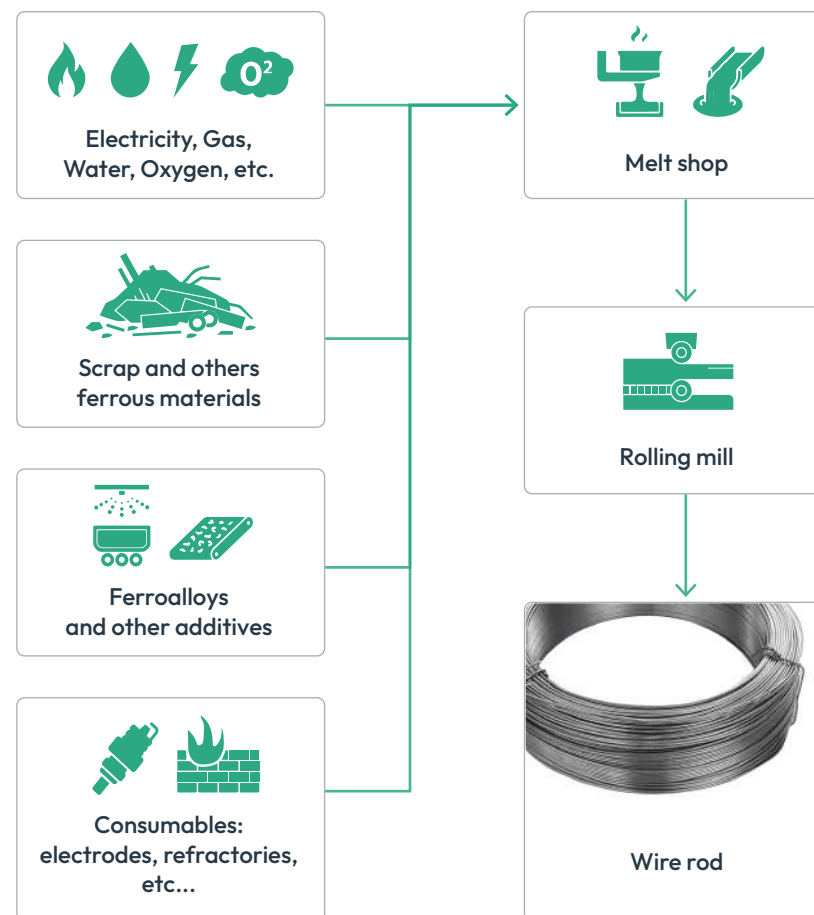 O²
Electricity, Gas,
Water, Oxygen, etc.
Scrap and others
ferrous materials
Ferroalloys
and other additives
Consumables:
electrodes, refractories,
etc...
Melt shop
Rolling mill
Wire rod